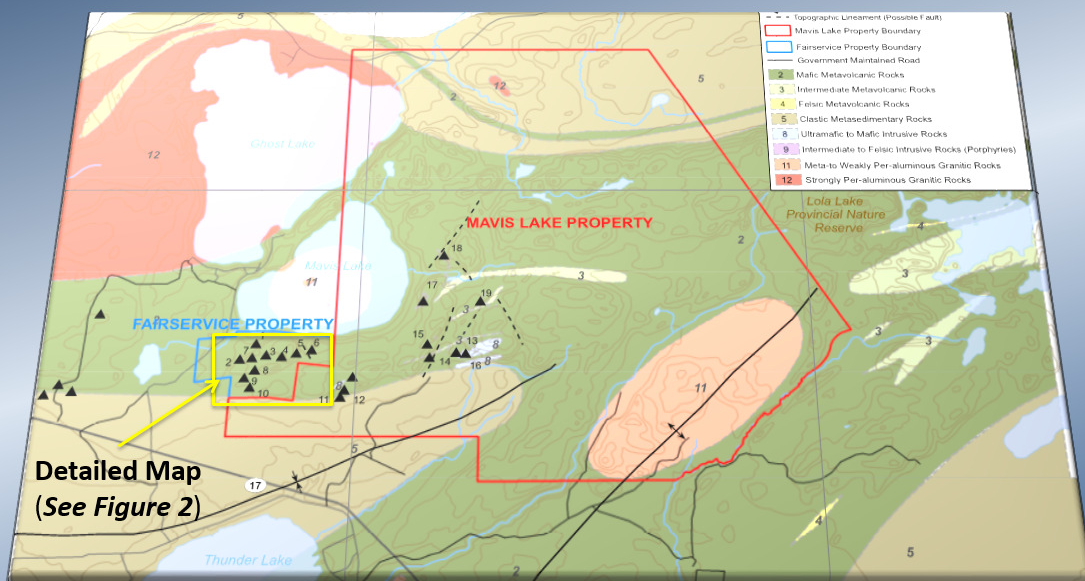 Topographic Lineament (Possible Fault)
Mavis Lake Property Boundary
Fairservice Property Boundary
Government Maintained Road
2 Mafic Metavolcanic Rocks
3 Intermediate Metavolcanic Rocks
4 Felsic Metavolcanic Rocks
5 Clastic Metasedimentary Rocks
8 Ultramafic to Mafic Intrusive Rocks
9 Intermediate to Felsic Intrusive Rocks (Porphyries)
11 Meta-to Weakly Per-aluminous Granitic Rocks
12 Strongly Per-aluminous Granitic Rocks
5
12
2
5
Ghost Lake
12
Lola Lake
Provincial Nature
Reserve
MAVIS LAKE PROPERTY
4
2
18
Mavis Lake
11
3
3
17
19
3
FAIRSERVICE PROPERTY
2
15
3
13
8
3
3
7
3
4
5
6
2
14
16
8
8
9
8
11
10
11
12
5
Detailed Map
(See Figure 2)
17
4
Thunder Lake
2
5